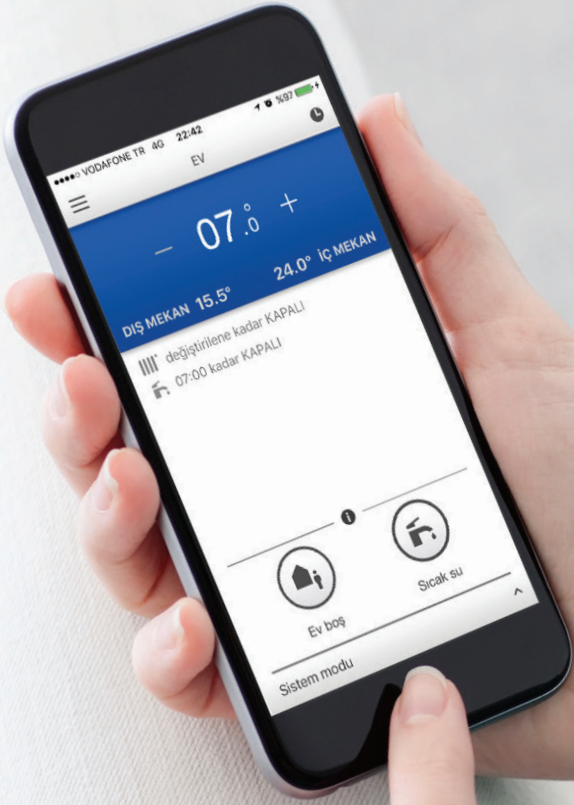 VODAFONE TR 4G 22:42 %97
EV
− 07.0° +
DIŞ MEKAN 15.5° 24.0° İÇ MEKAN
değiştirilene kadar KAPALI
07:00 kadar KAPALI
Ev boş
Sıcak su
Sistem modu